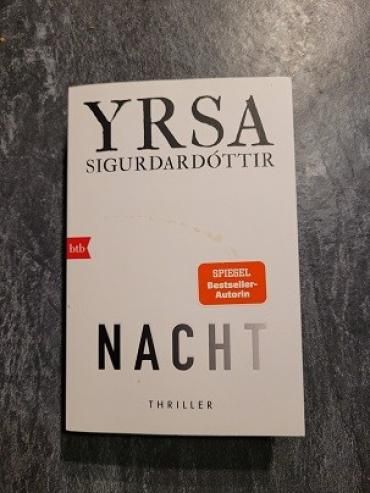 YRSA
SIGURDARDÓTTIR
btb
SPIEGEL
Bestseller-
Autorin
NACHT
THRILLER